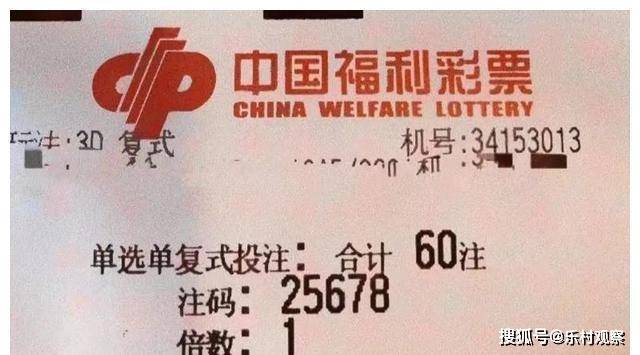 中国福利彩票
CHINA WELFARE LOTTERY
3D 复式 机号:34153013
单选单复式投注: 合计 60注
注码: 25678
倍数: 1
搜狐号@乐村观察